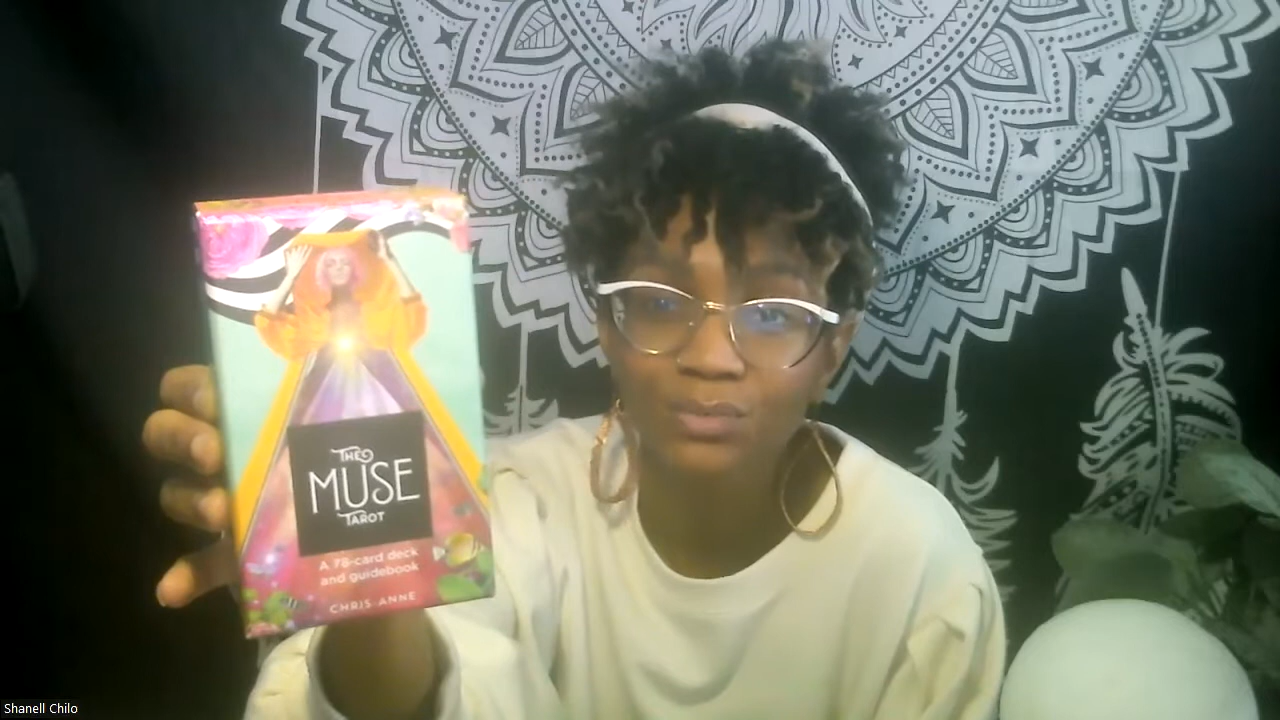 THE
MUSE
TAROT
A 78-card deck
and guidebook
CHRIS-ANNE
Shanell Chilo